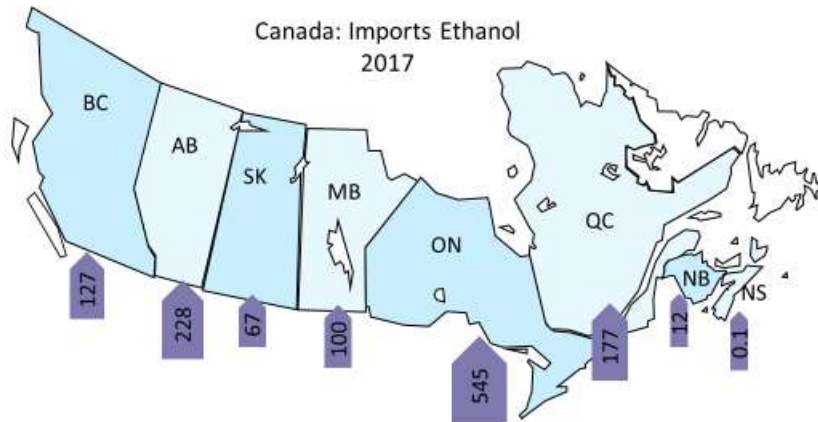 Canada: Imports Ethanol
2017
BC
AB
SK
MB
ON
QC
NB
NS
127
228
67
100
545
177
12
0.1